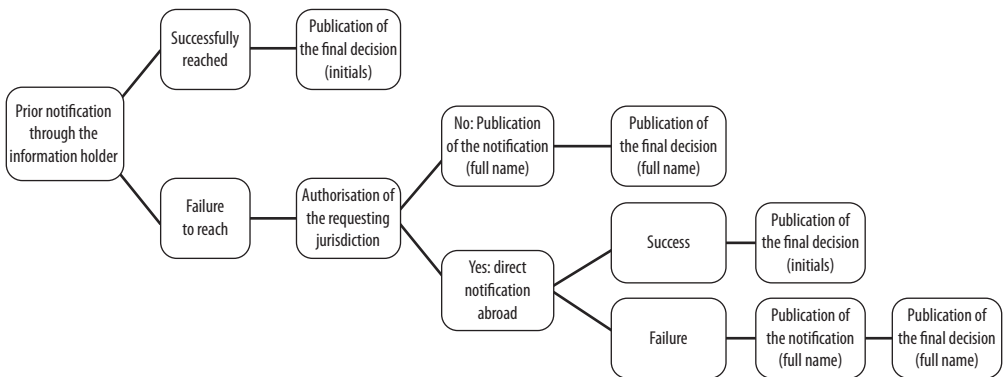 Prior notification
through the
information holder
Successfully
reached
Publication of
the final decision
(initials)
Failure
to reach
Authorisation of
the requesting
jurisdiction
No: Publication
of the notification
(full name)
Publication of
the final decision
(full name)
Yes: direct
notification
abroad
Success
Publication of
the final decision
(initials)
Failure
Publication of
the notification
(full name)
Publication of
the final decision
(full name)